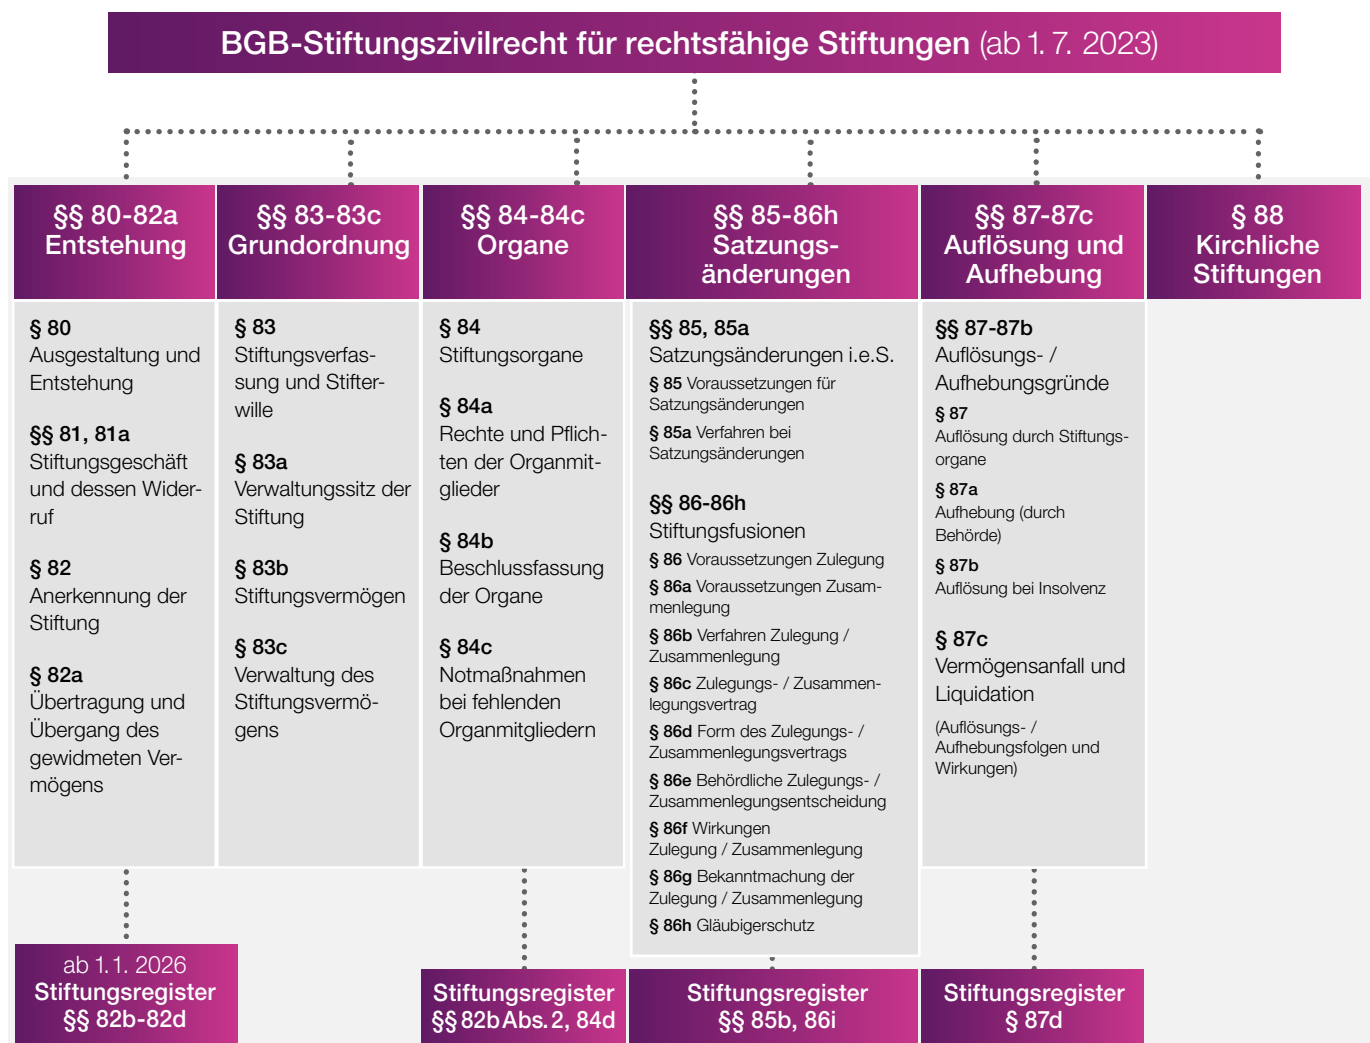 BGB-Stiftungszivilrecht für rechtsfähige Stiftungen (ab 1. 7. 2023)
§§ 80-82a
Entstehung
§ 80
Ausgestaltung und
Entstehung
§§ 81, 81a
Stiftungsgeschäft
und dessen Wider-
ruf
§ 82
Anerkennung der
Stiftung
§ 82a
Übertragung und
Übergang des
gewidmeten Ver-
mögens
ab 1.1. 2026
Stiftungsregister
§§ 82b-82d
§§ 83-83c
Grundordnung
§ 83
Stiftungsverfas-
sung und Stifter-
wille
§ 83a
Verwaltungssitz der
Stiftung
§ 83b
Stiftungsvermögen
§ 83c
Verwaltung des
Stiftungsvermö-
gens
§§ 84-84c
Organe
§ 84
Stiftungsorgane
§ 84a
Rechte und Pflich-
ten der Organmit-
glieder
§ 84b
Beschlussfassung
der Organe
§ 84c
Notmaßnahmen
bei fehlenden
Organmitgliedern
Stiftungsregister
§§ 82b Abs. 2, 84d
§§ 85-86h
Satzungs-
änderungen
§§ 85, 85a
Satzungsänderungen i.e.S.
§ 85 Voraussetzungen für
Satzungsänderungen
§ 85a Verfahren bei
Satzungsänderungen
§§ 86-86h
Stiftungsfusionen
§ 86 Voraussetzungen Zulegung
§ 86a Voraussetzungen Zusam-
menlegung
§ 86b Verfahren Zulegung /
Zusammenlegung
§ 86c Zulegungs- / Zusammen-
legungsvertrag
§ 86d Form des Zulegungs- /
Zusammenlegungsvertrags
§ 86e Behördliche Zulegungs- /
Zusammenlegungsentscheidung
§ 86f Wirkungen
Zulegung / Zusammenlegung
§ 86g Bekanntmachung der
Zulegung / Zusammenlegung
§ 86h Gläubigerschutz
Stiftungsregister
§§ 85b, 86i
§§ 87-87c
Auflösung und
Aufhebung
§§ 87-87b
Auflösungs- /
Aufhebungsgründe
§ 87
Auflösung durch Stiftungs-
organe
§ 87a
Aufhebung (durch
Behörde)
§ 87b
Auflösung bei Insolvenz
§ 87c
Vermögensanfall und
Liquidation
(Auflösungs- /
Aufhebungsfolgen und
Wirkungen)
Stiftungsregister
§ 87d
§ 88
Kirchliche
Stiftungen